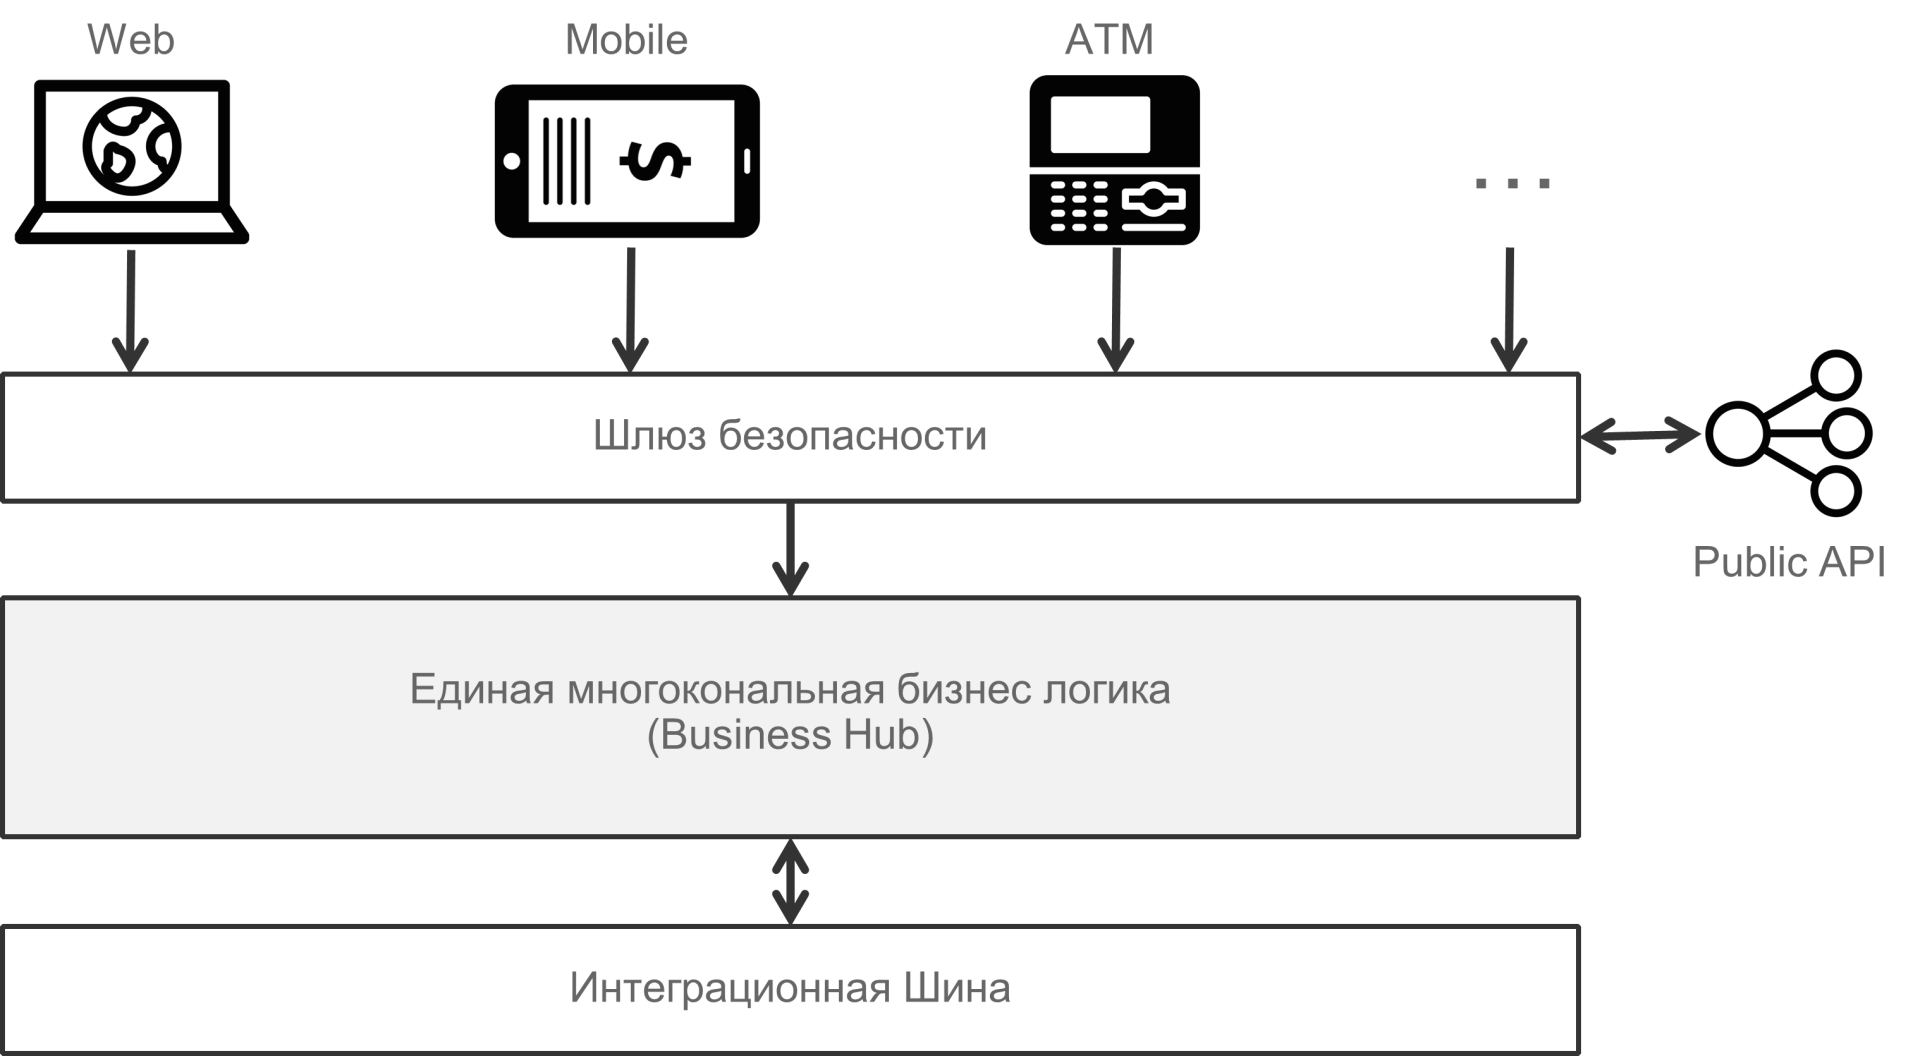 Web
Mobile
ATM
...
Шлюз безопасности
Public API
Единая многокональная бизнес логика
(Business Hub)
Интеграционная Шина